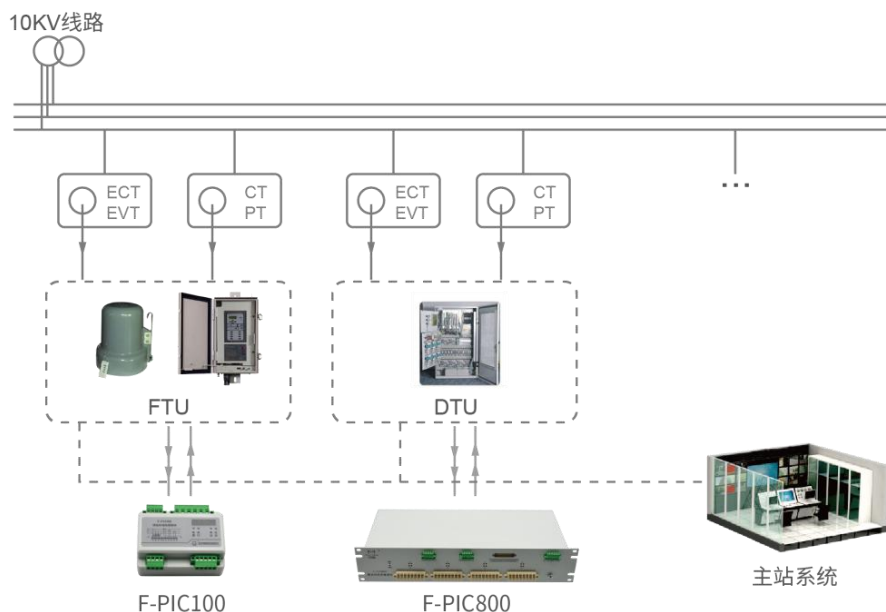 10KV线路
ECT
EVT
CT
PT
ECT
EVT
CT
PT
...
FTU
DTU
F-PIC100
F-PIC800
主站系统